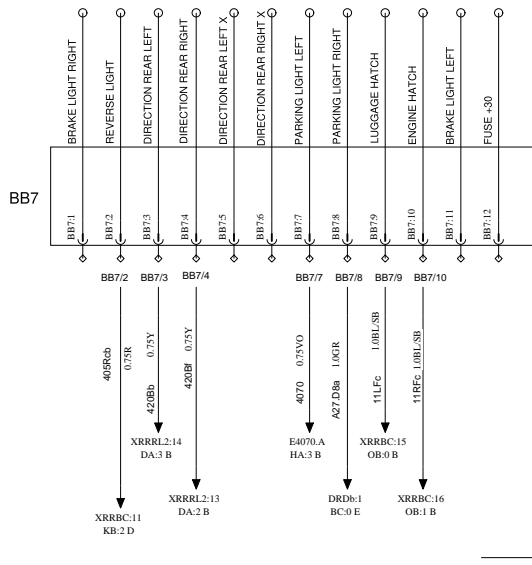 BRAKE LIGHT RIGHT
REVERSE LIGHT
DIRECTION REAR LEFT
DIRECTION REAR RIGHT
DIRECTION REAR LEFT X
DIRECTION REAR RIGHT X
PARKING LIGHT LEFT
PARKING LIGHT RIGHT
LUGGAGE HATCH
ENGINE HATCH
BRAKE LIGHT LEFT
FUSE +30
BB7
BB7:1
BB7:2
BB7:3
BB7:4
BB7:5
BB7:6
BB7:7
BB7:8
BB7:9
BB7:10
BB7:11
BB7:12
BB7/2
BB7/3
BB7/4
BB7/7
BB7/8
BB7/9
BB7/10
405Rcb
0.75R
420Bb 0.75Y
420Bf 0.75Y
4070 0.75VO
A27.D8a 1.0GR
11LFc 1.0BL/SB
11RFc 1.0BL/SB
XRRRL2:14
DA:3 B
E4070.A
HA:3 B
XRRBC:15
OB:0 B
XRRBC:11
KB:2 D
XRRRL2:13
DA:2 B
DRDb:1
BC:0 E
XRRBC:16
OB:1 B